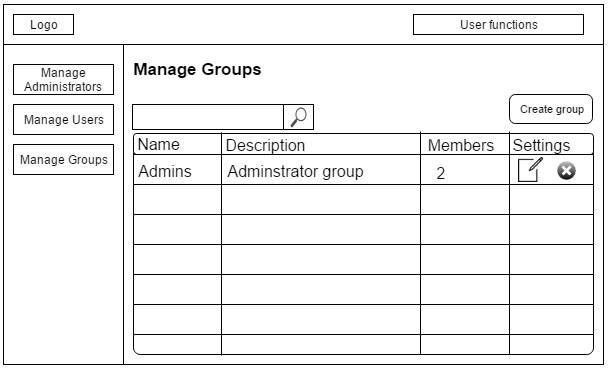 Logo
User functions
Manage
Administrators
Manage Users
Manage Groups
Manage Groups
Create group
Name Description Members Settings
Admins Adminstrator group 2